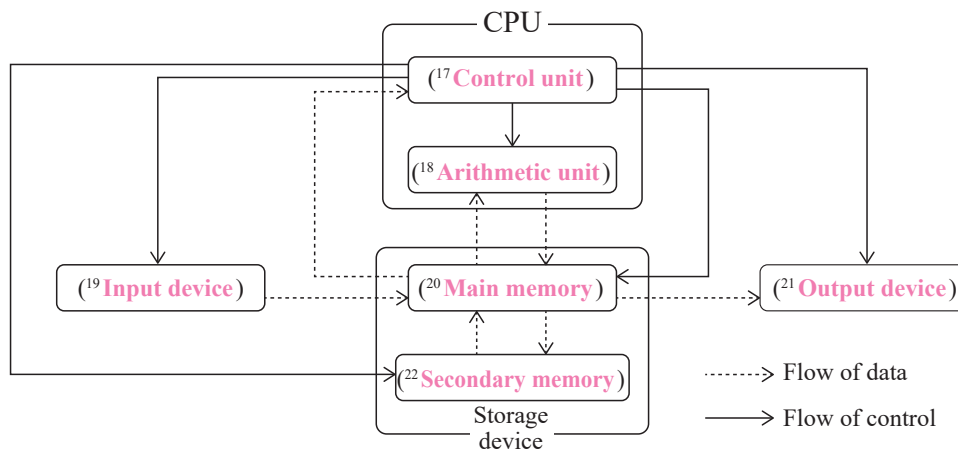 CPU
(17 Control unit)
(18 Arithmetic unit)
(19 Input device)
(20 Main memory)
(21 Output device)
(22 Secondary memory)
Storage
device
Flow of data
Flow of control